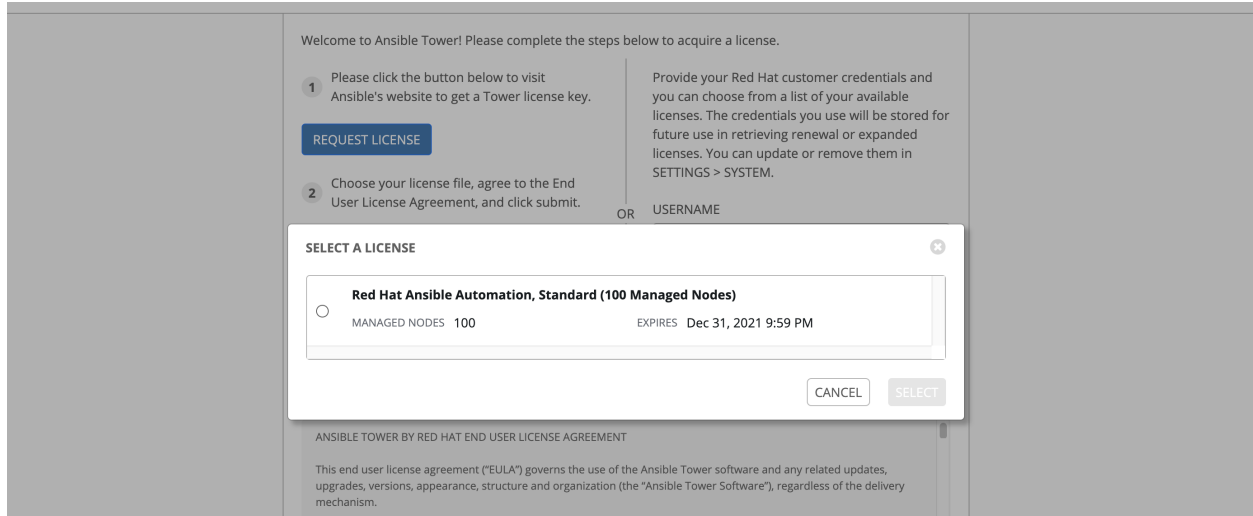 Welcome to Ansible Tower! Please complete the steps below to acquire a license.
1
Please click the button below to visit
Ansible's website to get a Tower license key.
REQUEST LICENSE
2
Choose your license file, agree to the End
User License Agreement, and click submit.
OR
Provide your Red Hat customer credentials and
you can choose from a list of your available
licenses. The credentials you use will be stored for
future use in retrieving renewal or expanded
licenses. You can update or remove them in
SETTINGS > SYSTEM.
USERNAME
SELECT A LICENSE
Red Hat Ansible Automation, Standard (100 Managed Nodes)
MANAGED NODES 100 EXPIRES Dec 31, 2021 9:59 PM
CANCEL SELECT
ANSIBLE TOWER BY RED HAT END USER LICENSE AGREEMENT
This end user license agreement (“EULA”) governs the use of the Ansible Tower software and any related updates,
upgrades, versions, appearance, structure and organization (the “Ansible Tower Software”), regardless of the delivery
mechanism.